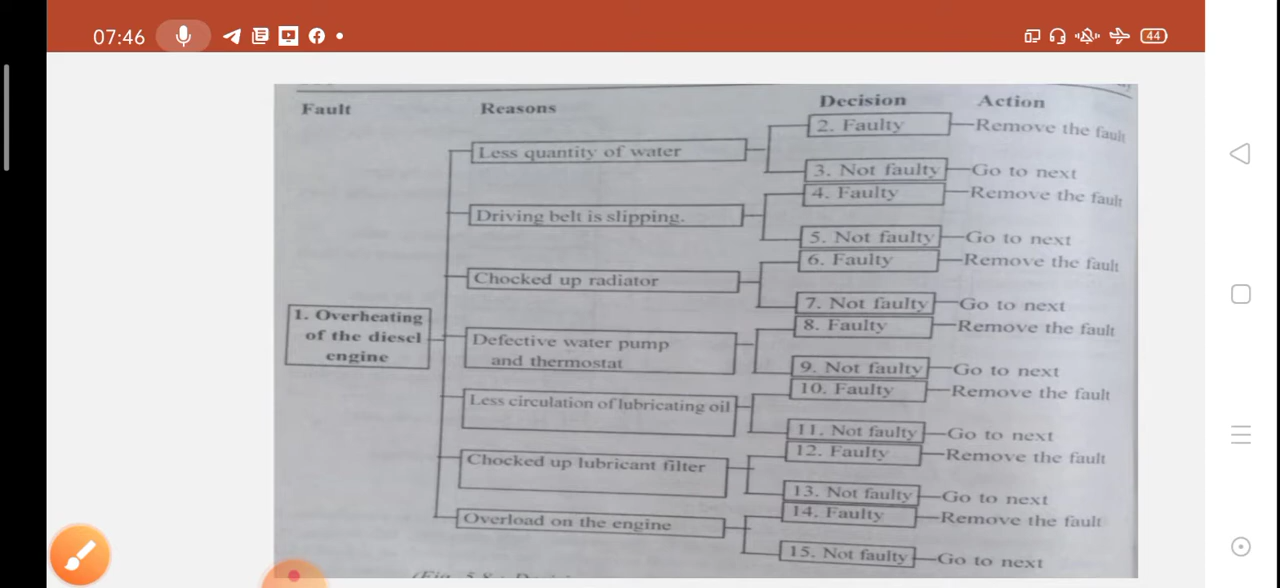 07:46
44
Fault Reasons Decision Action
2. Faulty Remove the fault
Less quantity of water
3. Not faulty Go to next
4. Faulty Remove the fault
Driving belt is slipping.
5. Not faulty Go to next
6. Faulty Remove the fault
Chocked up radiator
7. Not faulty Go to next
1. Overheating
of the diesel
engine
8. Faulty Remove the fault
Defective water pump
and thermostat
9. Not faulty Go to next
10. Faulty Remove the fault
Less circulation of lubricating oil
11. Not faulty Go to next
12. Faulty Remove the fault
Chocked up lubricant filter
13. Not faulty Go to next
14. Faulty Remove the fault
Overload on the engine
15. Not faulty Go to next